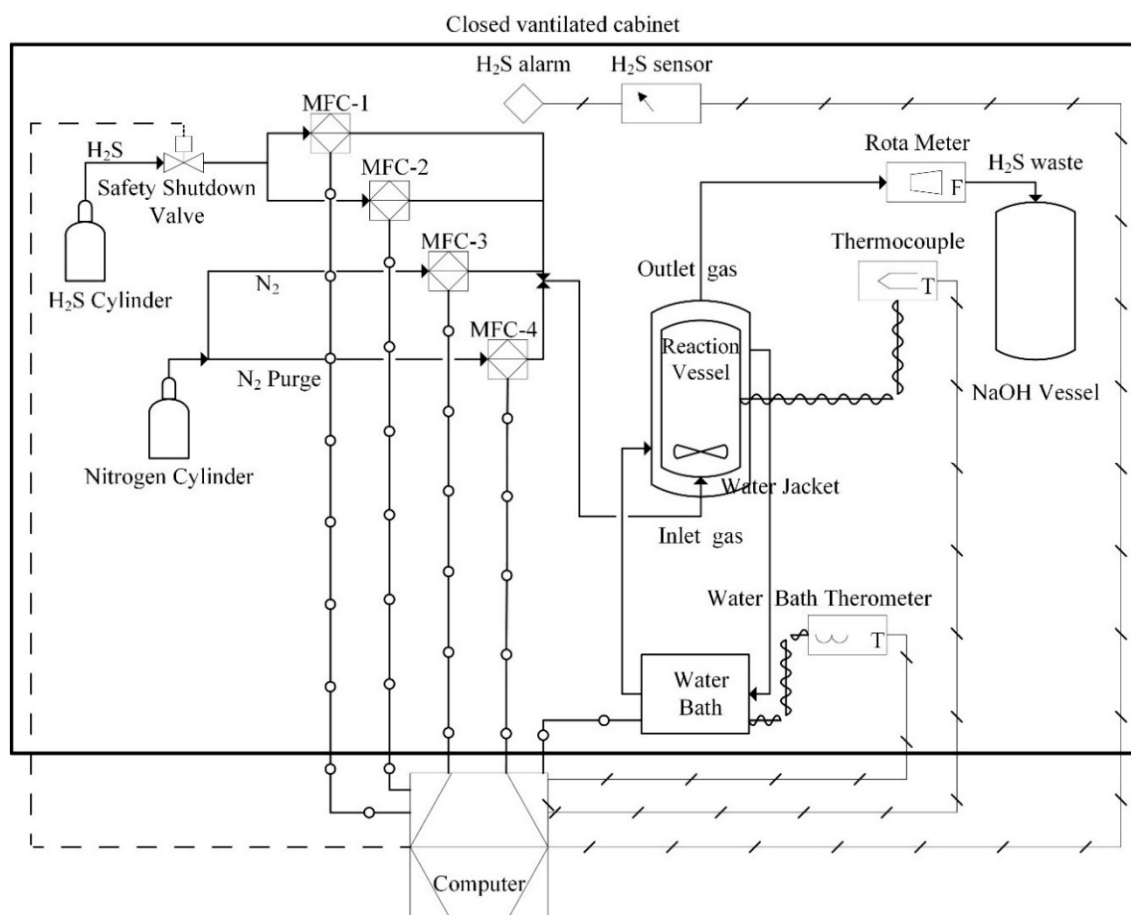 Closed vantilated cabinet
H₂S alarm
H₂S sensor
MFC-1
H₂S
Safety Shutdown
Valve
MFC-2
Rota Meter
F
H₂S waste
MFC-3
Thermocouple
T
Outlet gas
N₂
H₂S Cylinder
MFC-4
Reaction
Vessel
N₂ Purge
NaOH Vessel
Nitrogen Cylinder
Water Jacket
Inlet gas
Water Bath Therometer
T
Water
Bath
Computer